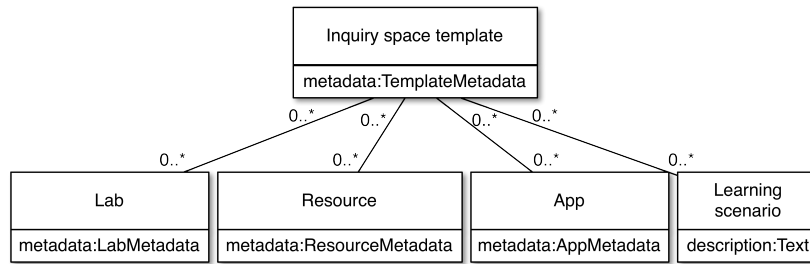 Inquiry space template
metadata:TemplateMetadata
0..*
0..*
0..*
0..*
0..*
0..*
0..*
0..*
Lab
Resource
App
Learning
scenario
metadata:LabMetadata
metadata:ResourceMetadata
metadata:AppMetadata
description:Text